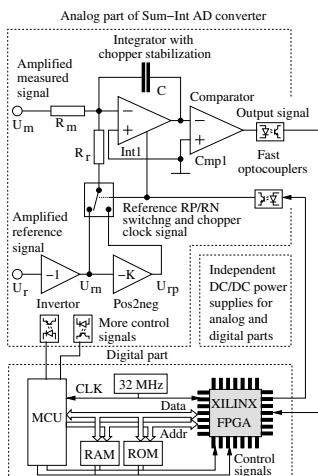 Analog part of Sum−Int AD converter
Integrator with
chopper stabilization
Amplified
measured
signal
C
Comparator
Output signal
U_m
R_m
Int1
Cmp1
Fast
optocouplers
R_r
Reference RP/RN
switchng and chopper
clock signal
Amplified
reference
signal
U_r
−1
U_rn
−K
U_rp
Invertor
Pos2neg
Independent
DC/DC power
supplies for
analog and
digital parts
More control
signals
Digital part
MCU
CLK
32 MHz
Data
Addr
XILINX
FPGA
RAM
ROM
Control
signals